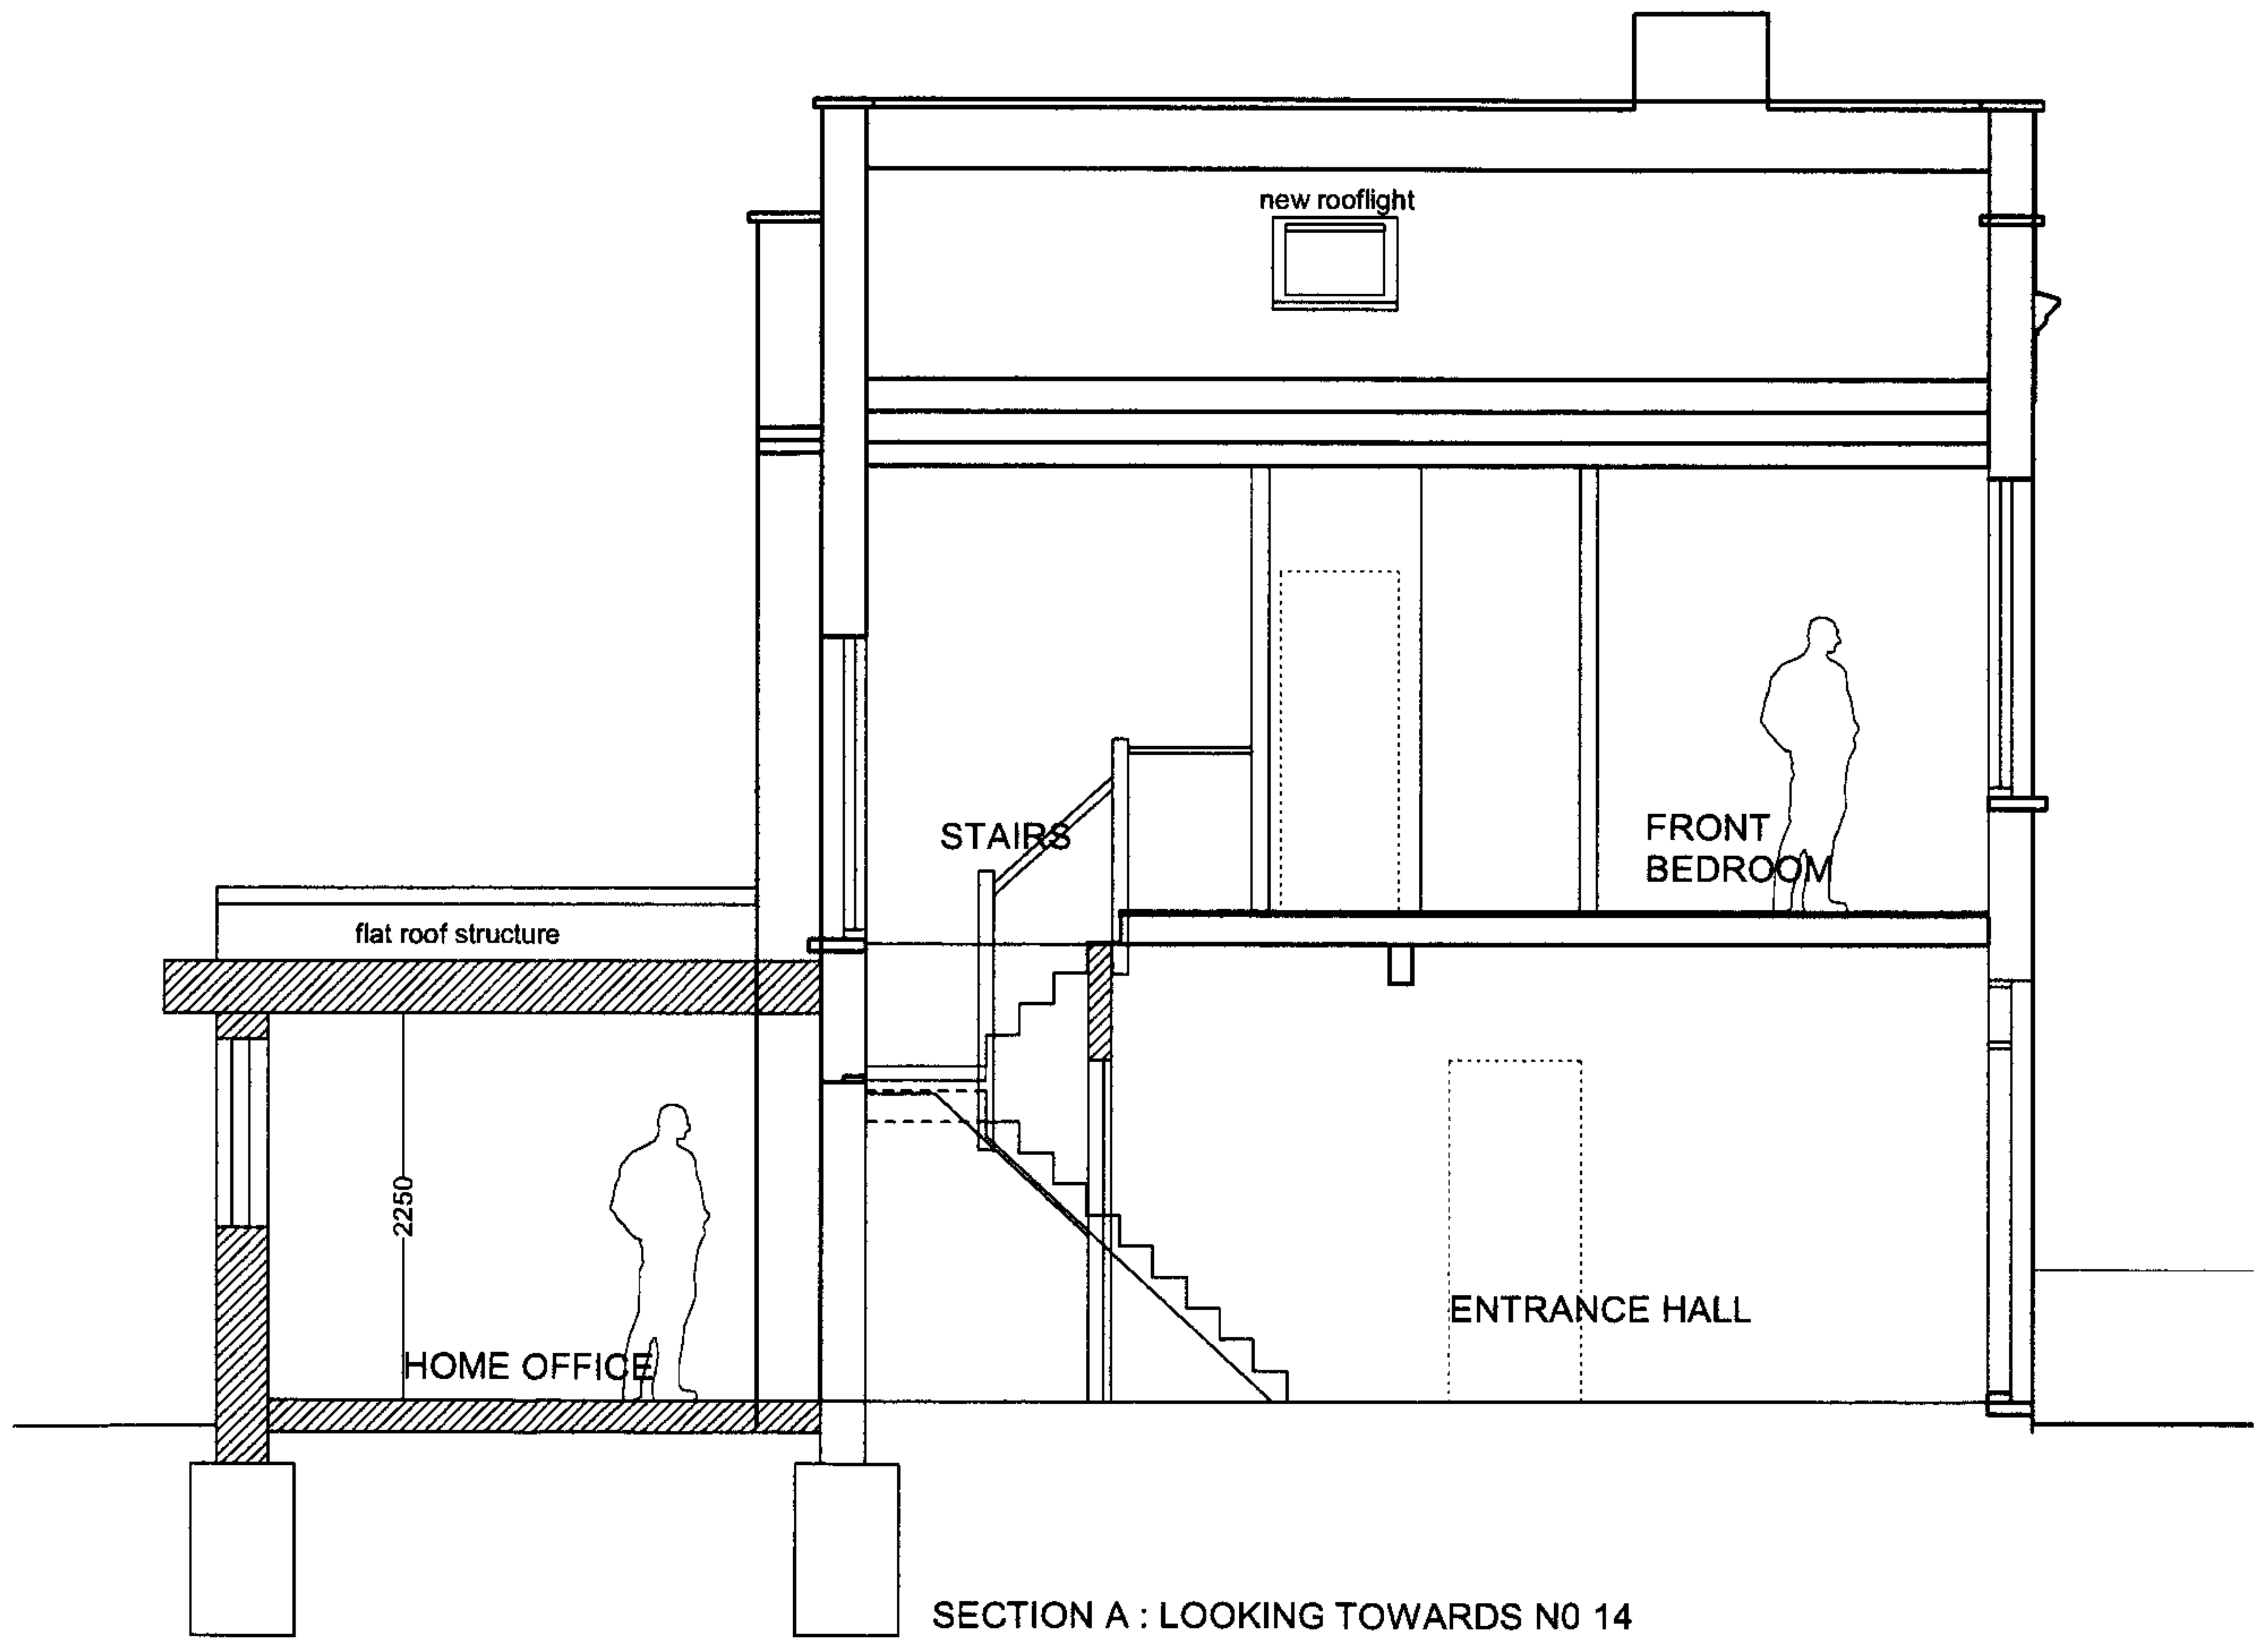 new rooflight
STAIRS
FRONT
BEDROOM
flat roof structure
2250
ENTRANCE HALL
HOME OFFICE
SECTION A : LOOKING TOWARDS N0 14